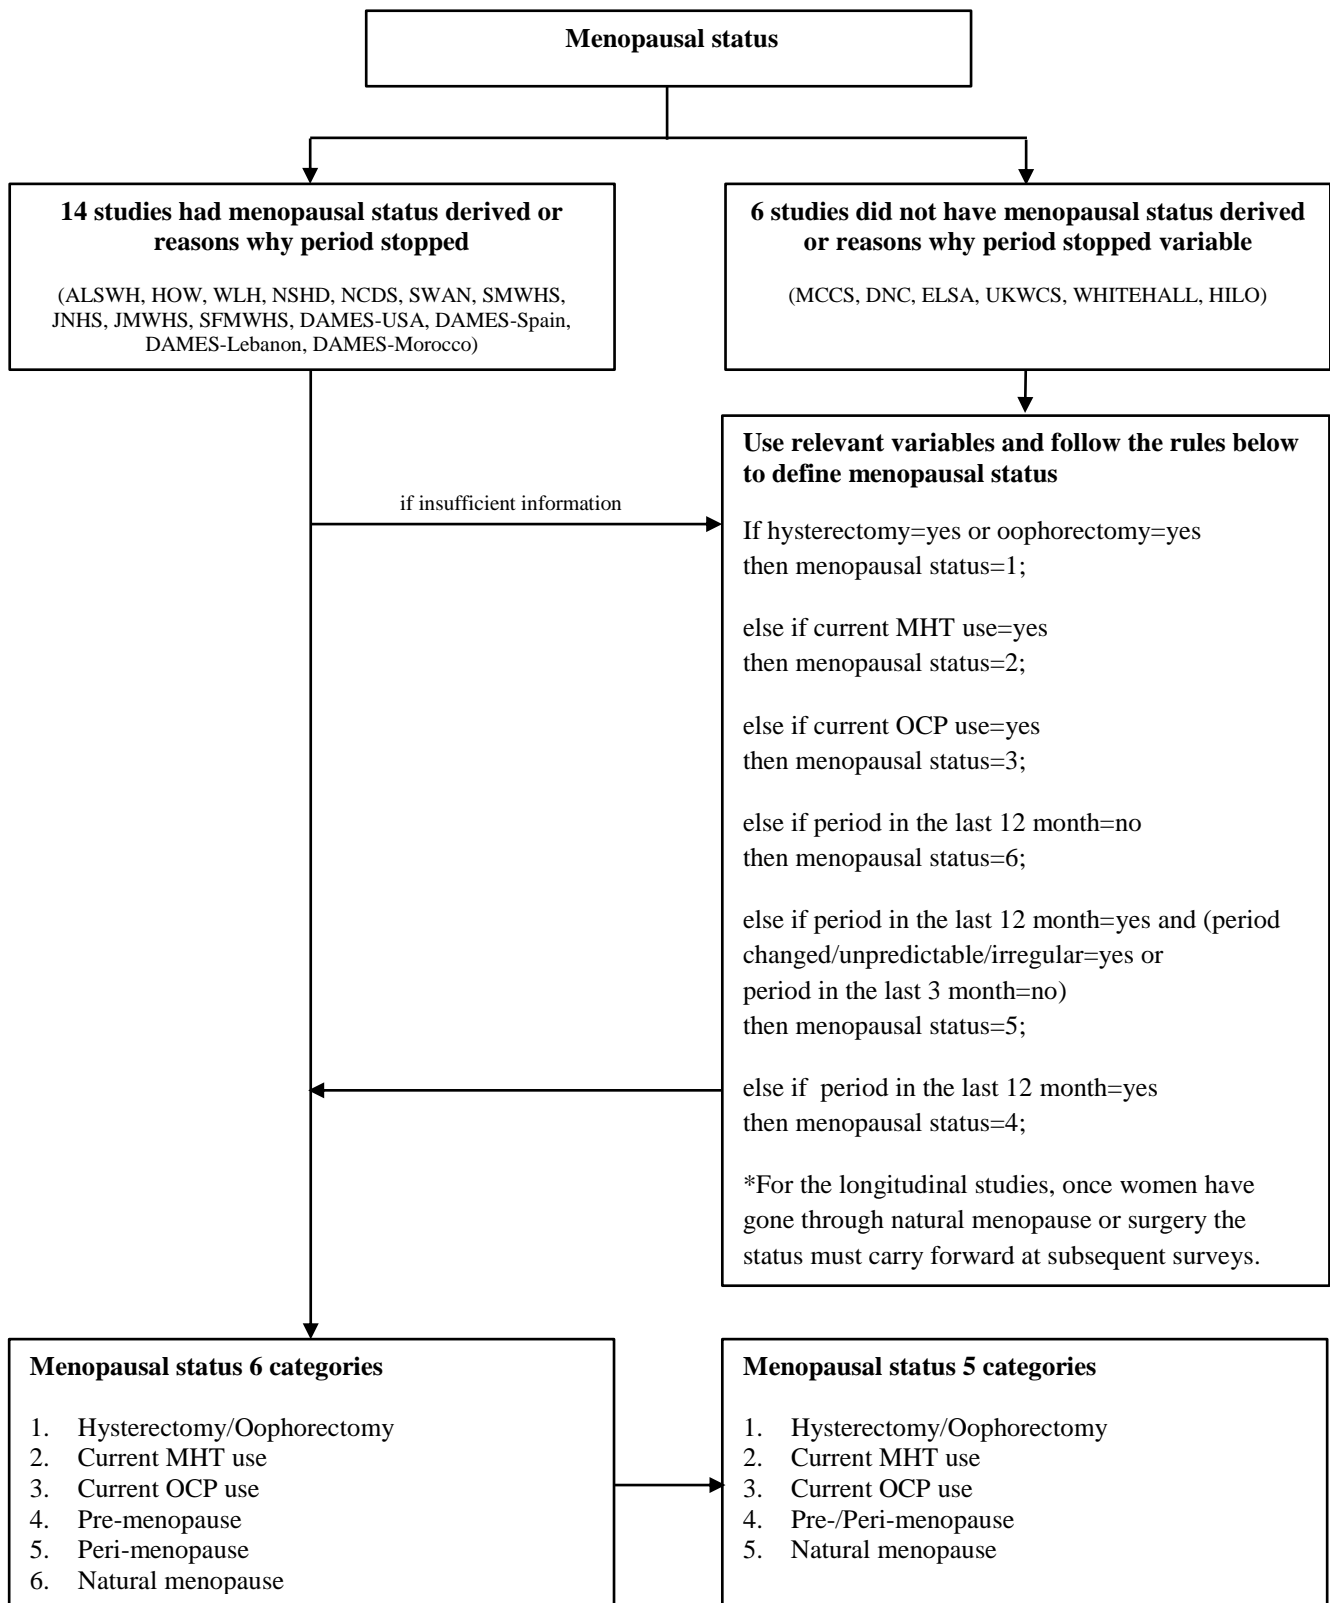 Menopausal status
14 studies had menopausal status derived or
reasons why period stopped
(ALSWH, HOW, WLH, NSHD, NCDS, SWAN, SMWHS,
JNHS, JMWHS, SFMWHS, DAMES-USA, DAMES-Spain,
DAMES-Lebanon, DAMES-Morocco)
6 studies did not have menopausal status derived
or reasons why period stopped variable
(MCCS, DNC, ELSA, UKWCS, WHITEHALL, HILO)
if insufficient information
Use relevant variables and follow the rules below
to define menopausal status
If hysterectomy=yes or oophorectomy=yes
then menopausal status=1;
else if current MHT use=yes
then menopausal status=2;
else if current OCP use=yes
then menopausal status=3;
else if period in the last 12 month=no
then menopausal status=6;
else if period in the last 12 month=yes and (period
changed/unpredictable/irregular=yes or
period in the last 3 month=no)
then menopausal status=5;
else if  period in the last 12 month=yes
then menopausal status=4;
*For the longitudinal studies, once women have
gone through natural menopause or surgery the
status must carry forward at subsequent surveys.
Menopausal status 6 categories
1. Hysterectomy/Oophorectomy
2. Current MHT use
3. Current OCP use
4. Pre-menopause
5. Peri-menopause
6. Natural menopause
Menopausal status 5 categories
1. Hysterectomy/Oophorectomy
2. Current MHT use
3. Current OCP use
4. Pre-/Peri-menopause
5. Natural menopause